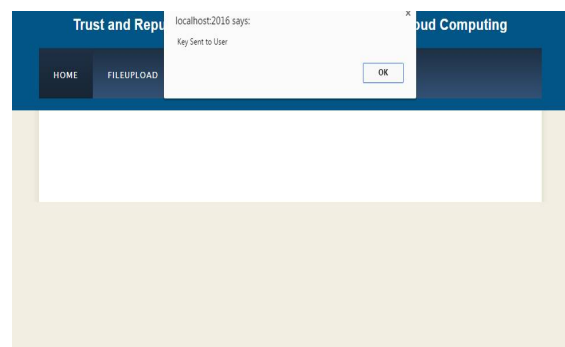 Trust and Repu
oud Computing
localhost:2016 says:
x
Key Sent to User
OK
HOME
FILEUPLOAD